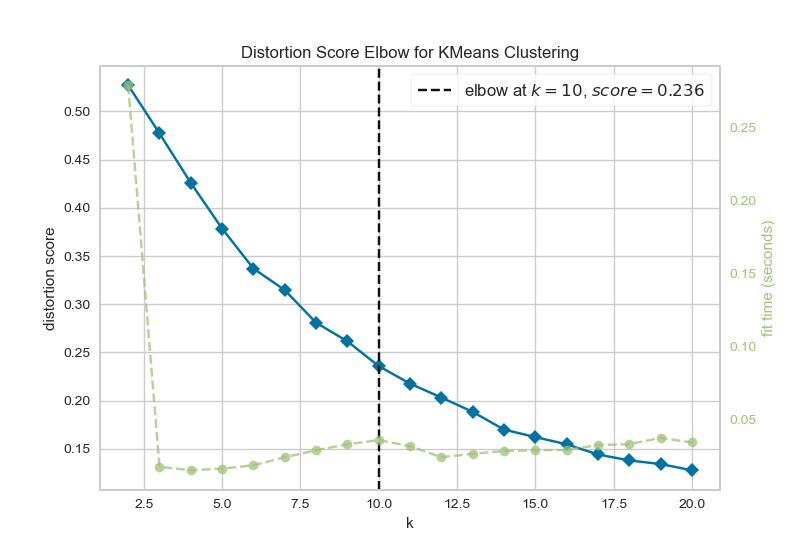 Distortion Score Elbow for KMeans Clustering
elbow at k = 10, score = 0.236
distortion score
0.50
0.45
0.40
0.35
0.30
0.25
0.20
0.15
0.25
0.20
0.15
0.10
0.05
fit time (seconds)
2.5 5.0 7.5 10.0 12.5 15.0 17.5 20.0
k